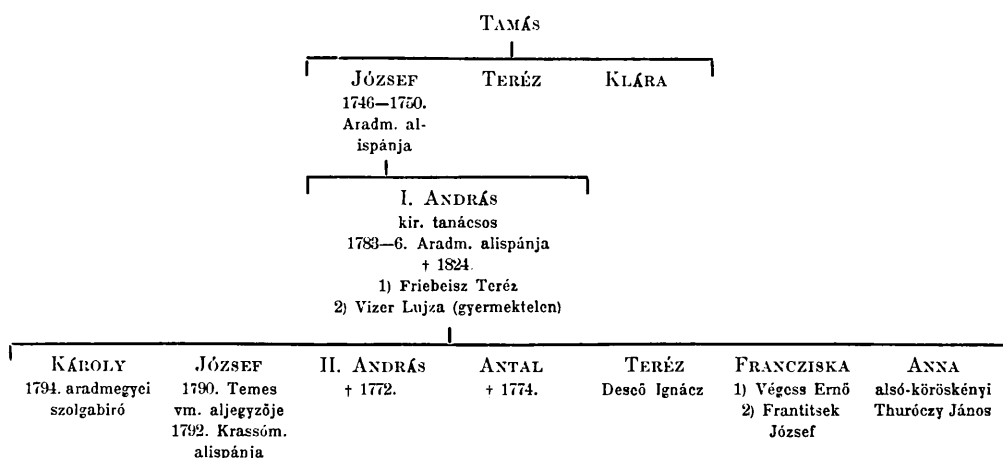 TAMÁS
JÓZSEF TERÉZ KLÁRA
1746—1750.
Aradm. al-
ispánja
I. ANDRÁS
kir. tanácsos
1783—6. Aradm. alispánja
† 1824.
1) Friebeisz Teréz
2) Vizer Lujza (gyermektelen)
KÁROLY JÓZSEF II. ANDRÁS ANTAL TERÉZ FRANCZISKA ANNA
1794. aradmegyei 1790. Temes † 1772. † 1774. Descő Ignácz 1) Végess Ernő alsó-köröskényi
szolgabiró vm. aljegyzője 2) Frantitsek Thuróczy János
1792. Krassóm. József
alispánja